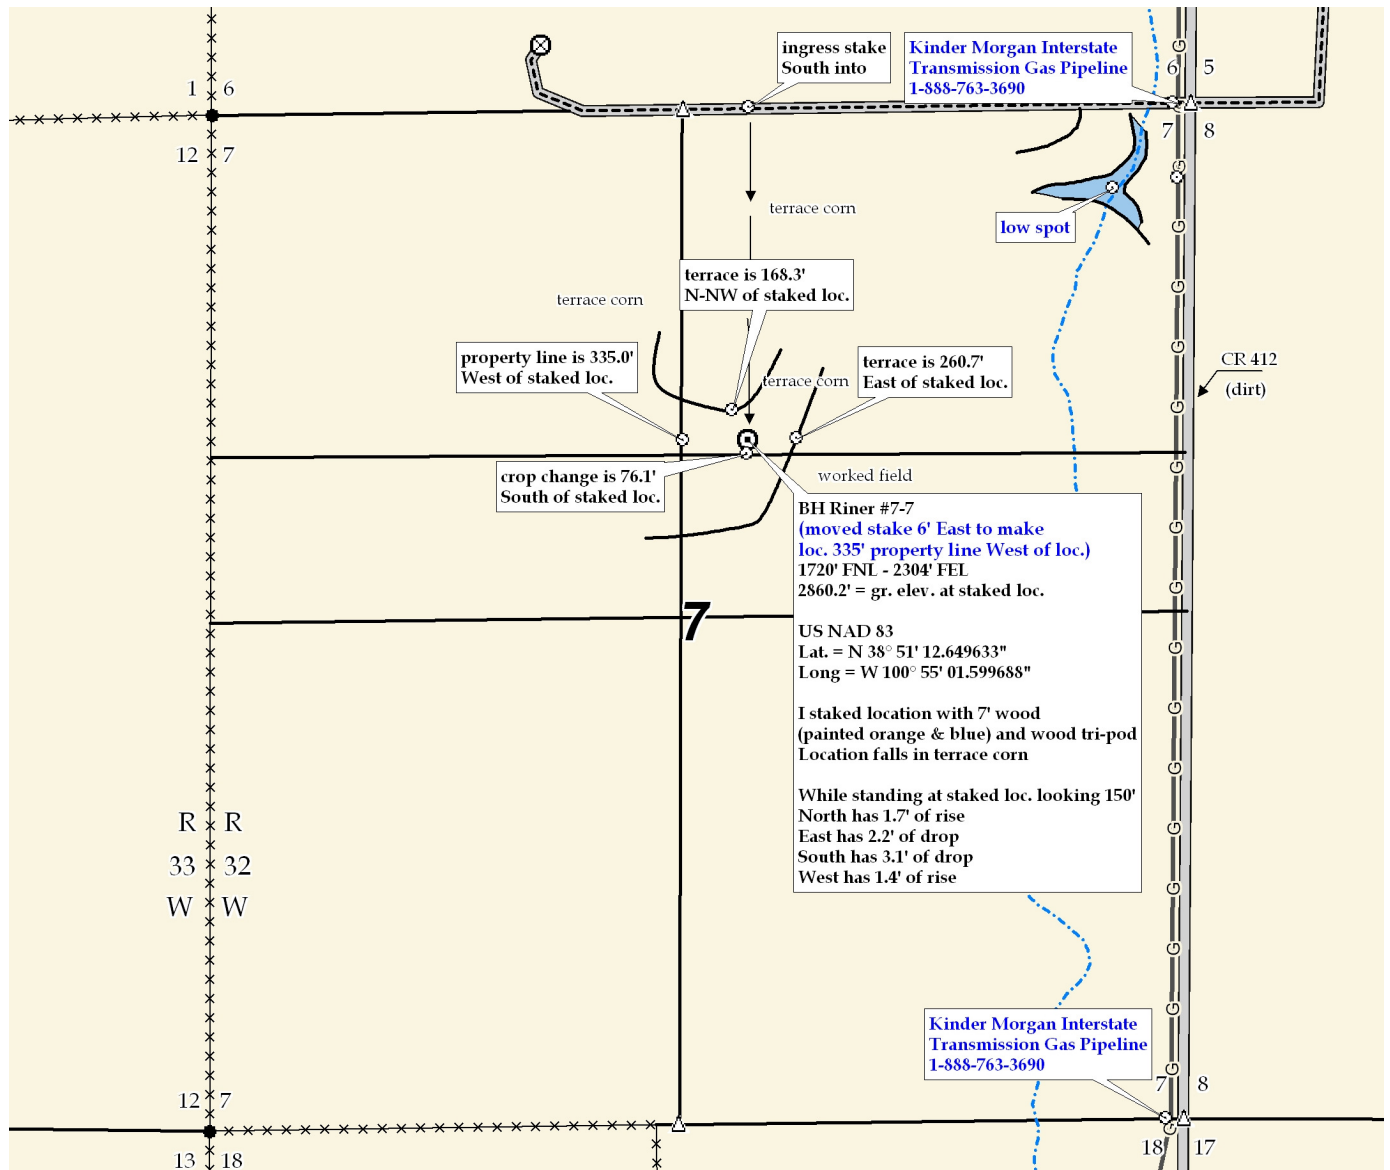 ingress stake
South into
Kinder Morgan Interstate
Transmission Gas Pipeline
1-888-763-3690
1 6
12 7
6 5
7 8
G
G
terrace corn
low spot
G
terrace is 168.3'
N-NW of staked loc.
G
terrace corn
property line is 335.0'
West of staked loc.
G
terrace corn
terrace is 260.7'
East of staked loc.
CR 412
(dirt)
G
crop change is 76.1'
South of staked loc.
worked field
G
BH Riner #7-7
(moved stake 6' East to make
loc. 335' property line West of loc.)
1720' FNL - 2304' FEL
2860.2' = gr. elev. at staked loc.
G
G
7
US NAD 83
Lat. = N 38° 51' 12.649633"
Long = W 100° 55' 01.599688"
G
G
I staked location with 7' wood
(painted orange & blue) and wood tri-pod
Location falls in terrace corn
G
While standing at staked loc. looking 150'
North has 1.7' of rise
East has 2.2' of drop
South has 3.1' of drop
West has 1.4' of rise
R R
33 32
W W
G
G
G
G
Kinder Morgan Interstate
Transmission Gas Pipeline
1-888-763-3690
G
7 8
12 7
G
13 18
18 17